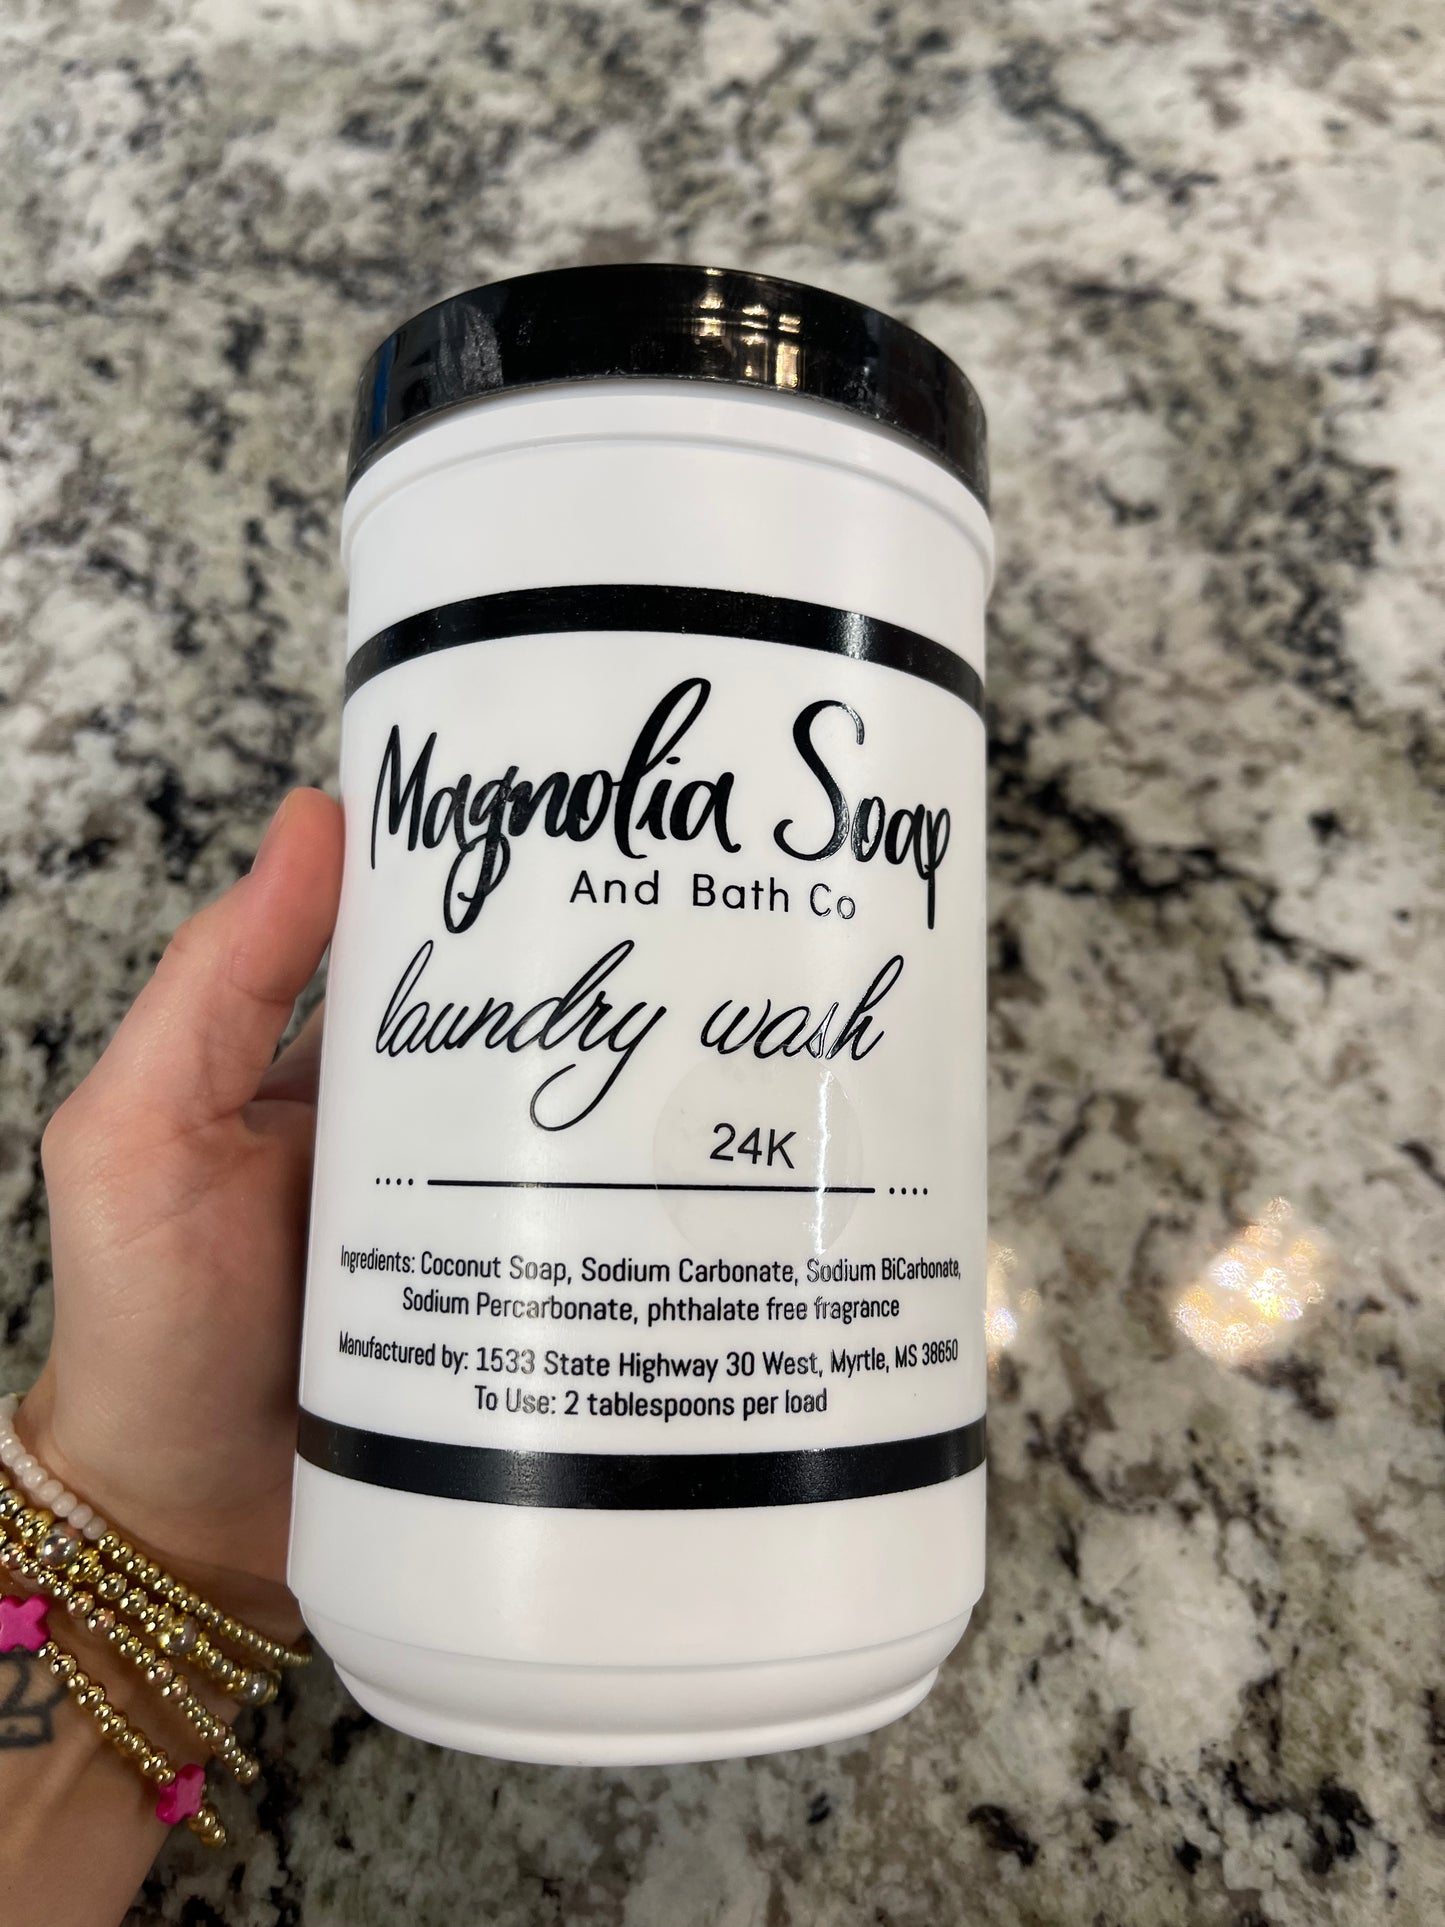 Magnolia Soap
And Bath Co
laundry wash
24K
Ingredients: Coconut Soap, Sodium Carbonate, Sodium BiCarbonate,
Sodium Percarbonate, phthalate free fragrance
Manufactured by: 1533 State Highway 30 West, Myrtle, MS 38650
To Use: 2 tablespoons per load